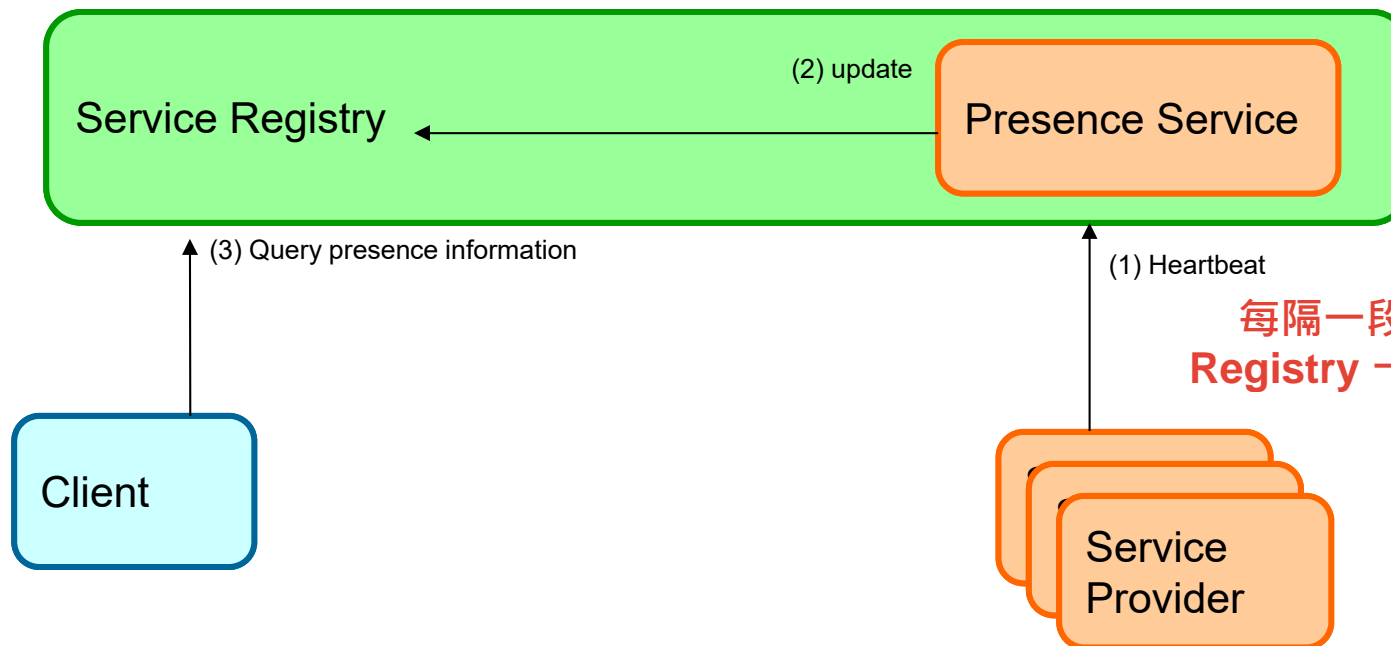 (2) update
Service Registry
Presence Service
(3) Query presence information
(1) Heartbeat
每隔一段
Registry 一
Client
Service
Provider